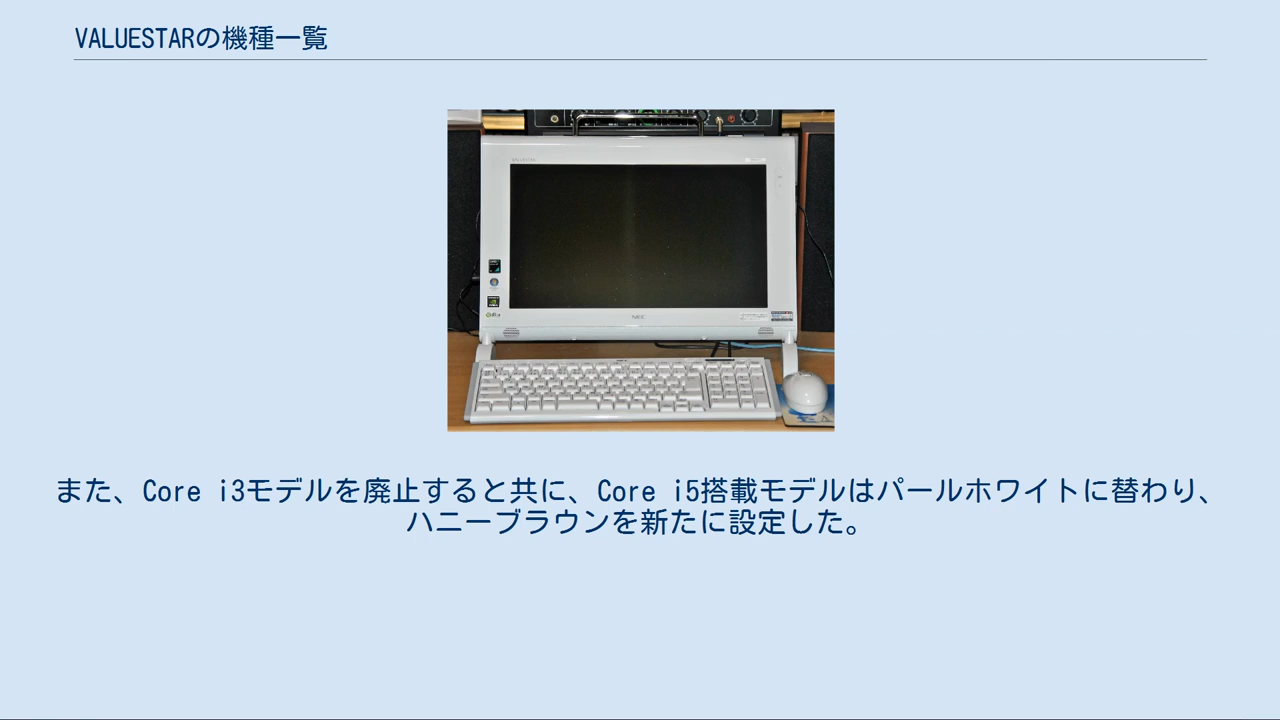 VALUESTARの機種一覧
VALUESTAR
NEC
また、Core i3モデルを廃止すると共に、Core i5搭載モデルはパールホワイトに替わり、
ハニーブラウンを新たに設定した。